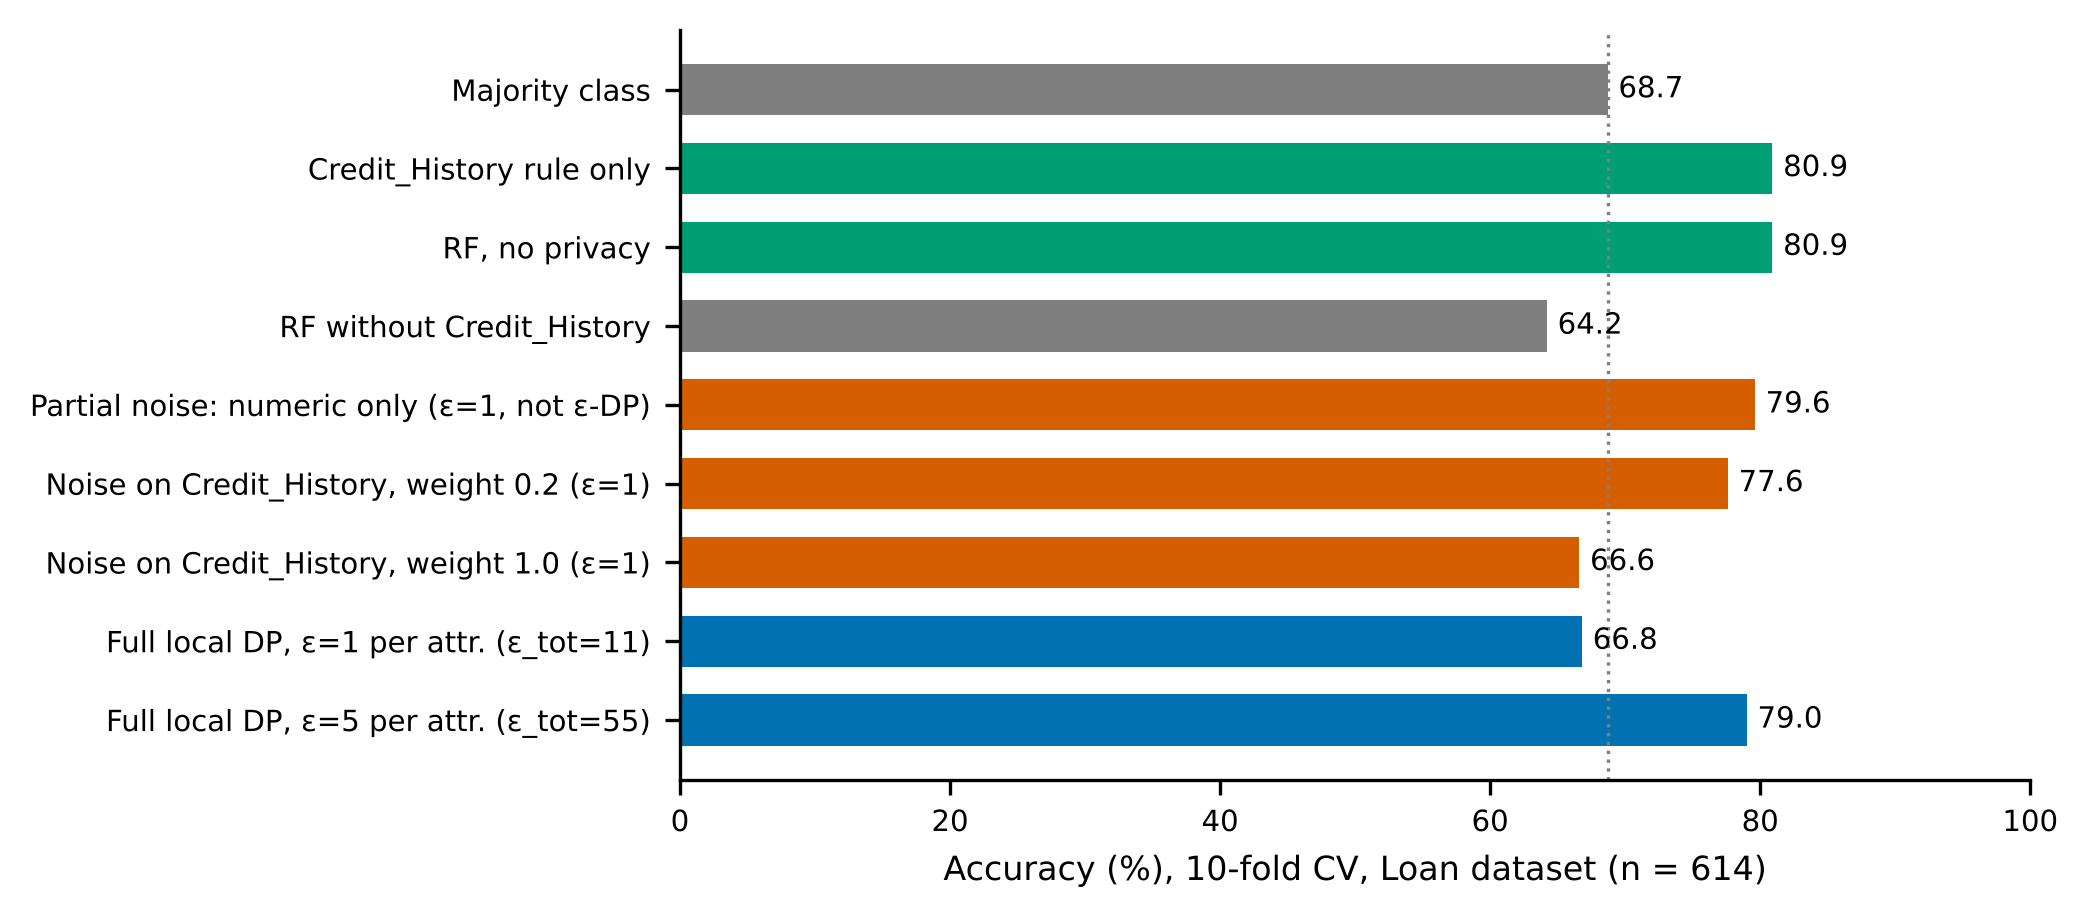 Majority class
68.7
Credit_History rule only
80.9
RF, no privacy
80.9
RF without Credit_History
64.2
Partial noise: numeric only (ε=1, not ε-DP)
79.6
Noise on Credit_History, weight 0.2 (ε=1)
77.6
Noise on Credit_History, weight 1.0 (ε=1)
66.6
Full local DP, ε=1 per attr. (ε_tot=11)
66.8
Full local DP, ε=5 per attr. (ε_tot=55)
79.0
0 20 40 60 80 100
Accuracy (%), 10-fold CV, Loan dataset (n = 614)